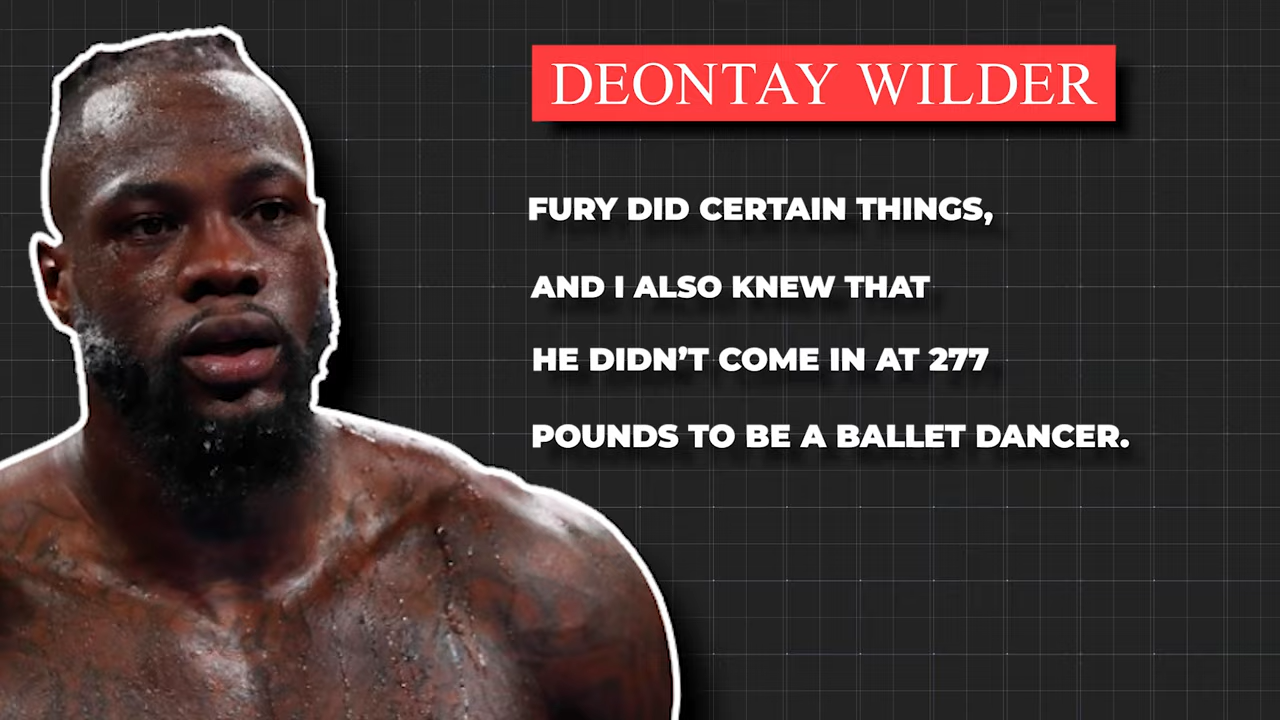 DEONTAY WILDER
FURY DID CERTAIN THINGS,
AND I ALSO KNEW THAT
HE DIDN’T COME IN AT 277
POUNDS TO BE A BALLET DANCER.